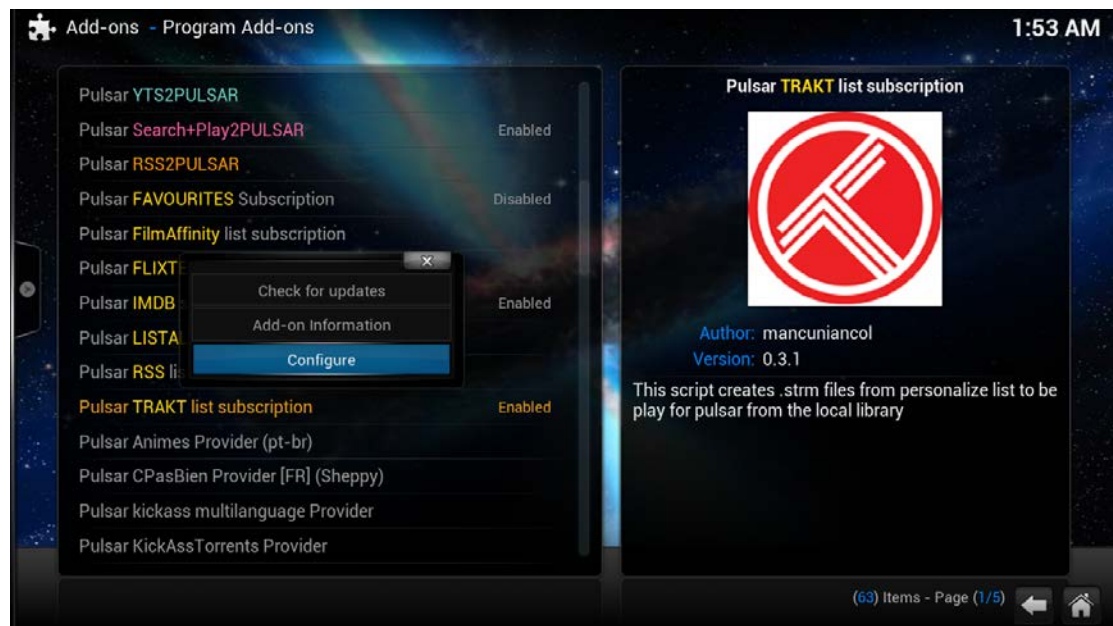 Add-ons - Program Add-ons
1:53 AM
Pulsar YTS2PULSAR
Pulsar Search+Play2PULSAR Enabled
Pulsar RSS2PULSAR
Pulsar FAVOURITES Subscription Disabled
Pulsar FilmAffinity list subscription
Pulsar
Pulsar IMDB Enabled
Pulsar
Pulsar RSS
Pulsar TRAKT list subscription Enabled
Pulsar Animes Provider (pt-br)
Pulsar CPasBien Provider [FR] (Sheppy)
Pulsar kickass multilanguage Provider
Pulsar KickAssTorrents Provider
Check for updates
Add-on Information
Configure
Pulsar TRAKT list subscription
Author: mancuniancol
Version: 0.3.1
This script creates .strm files from personalize list to be
play for pulsar from the local library
(63) Items - Page (1/5)